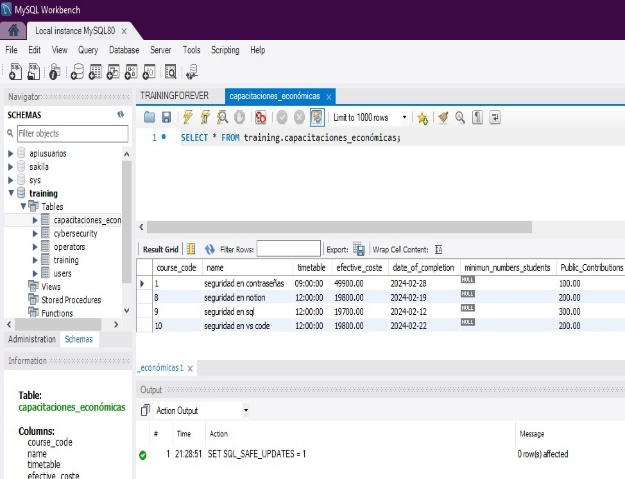 MySQL Workbench
Local instance MySQL80 ×
File Edit View Query Database Server Tools Scripting Help
Navigator
SCHEMAS
Filter objects
apiusuarios
sakila
sys
training
Tables
capacitaciones_econ
cybersecurity
operators
training
users
Views
Stored Procedures
Functions
Administration Schemas
Information
Table:
capacitaciones_económicas
Columns:
course_code
name
timetable
efective_coste
TRAININGFOREVER capacitaciones_económicas ×
Limit to 1000 rows
1 SELECT * FROM training.capacitaciones_económicas;
Result Grid Filter Rows: Export: Wrap Cell Content:
course_code name timetable efective_coste date_of_completion minimun_numbers_students Public_Contributions
1 seguridad en contraseñas 09:00:00 49900.00 2024-02-28 NULL 100.00
8 seguridad en notion 12:00:00 19800.00 2024-02-19 NULL 200.00
9 seguridad en sql 12:00:00 19700.00 2024-02-12 NULL 300.00
10 seguridad en vs code 12:00:00 19800.00 2024-02-22 NULL 200.00
_económicas 1 ×
Output
Action Output
# Time Action Message
1 21:28:51 SET SQL_SAFE_UPDATES = 1 0 row(s) affected